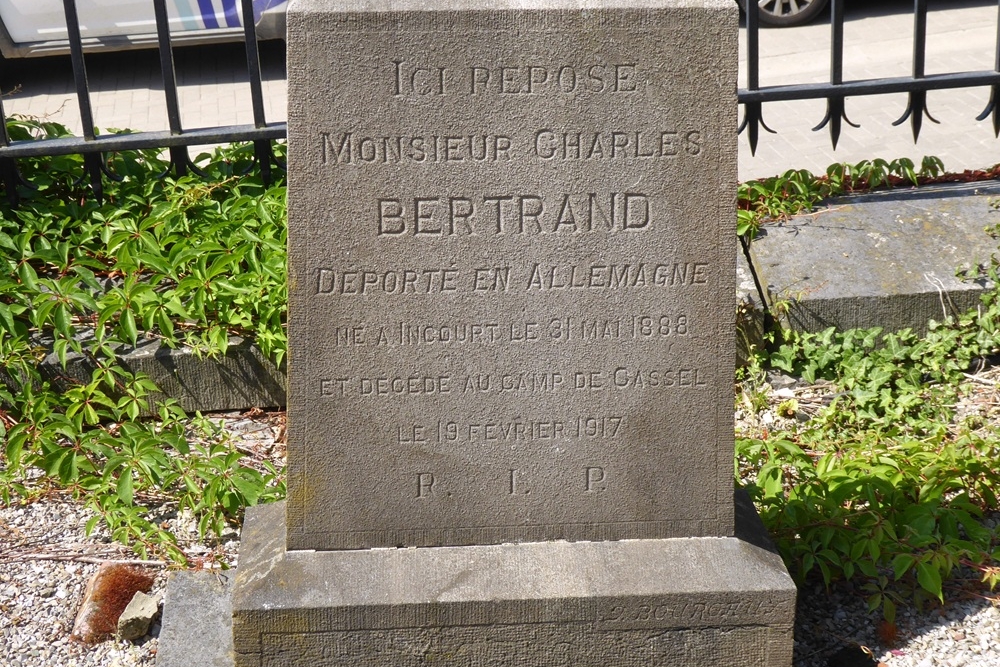 ICI REPOSE
MONSIEUR CHARLES
BERTRAND
DÉPORTÉ EN ALLEMAGNE
NÉ A INCOURT LE 31 MAI 1888
ET DÉCÉDÉ AU CAMP DE CASSEL
LE 19 FÉVRIER 1917
R. I. P